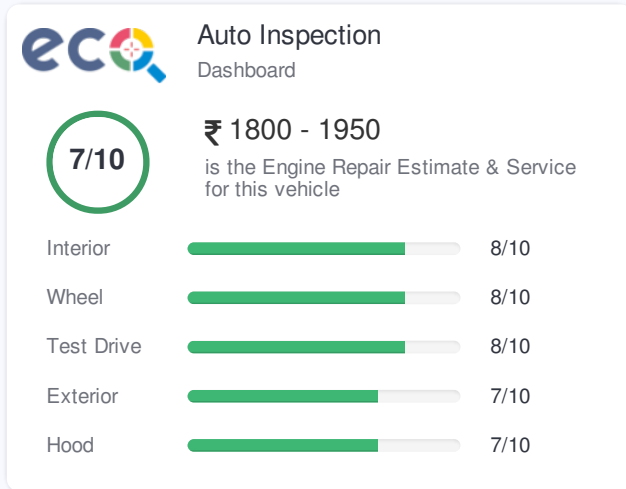 eco
Auto Inspection
Dashboard
7/10
₹ 1800 - 1950
is the Engine Repair Estimate & Service
for this vehicle
Interior 8/10
Wheel 8/10
Test Drive 8/10
Exterior 7/10
Hood 7/10